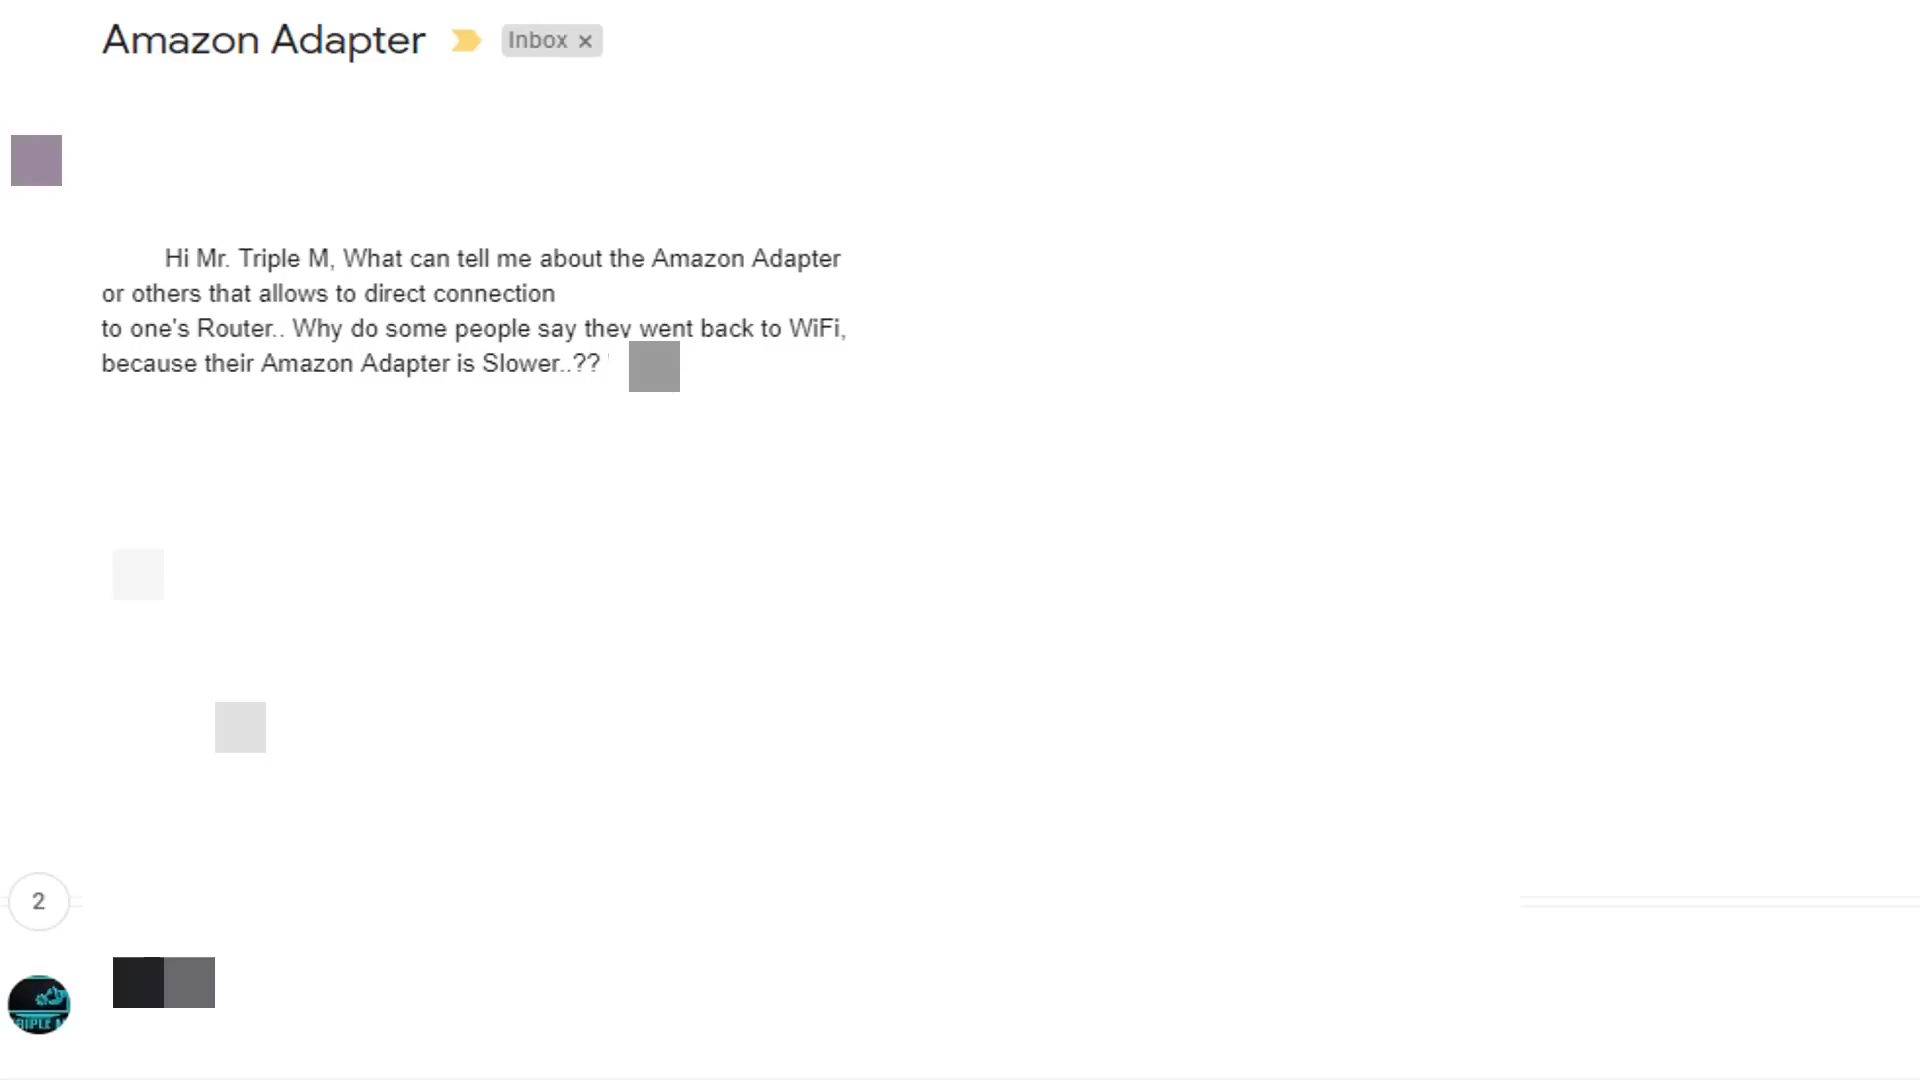 Amazon Adapter
Inbox x
Hi Mr. Triple M, What can tell me about the Amazon Adapter
or others that allows to direct connection
to one's Router.. Why do some people say they went back to WiFi,
because their Amazon Adapter is Slower..??
2